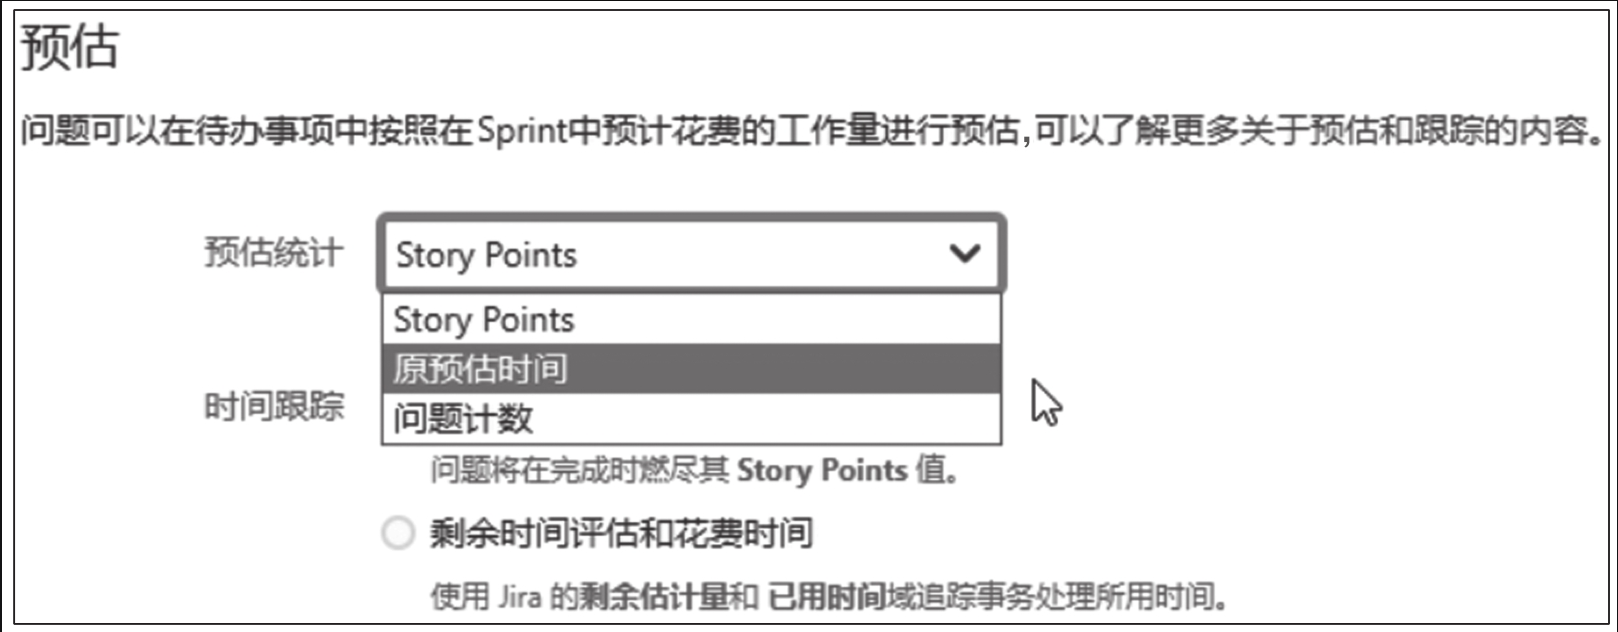 预估
问题可以在待办事项中按照在Sprint中预计花费的工作量进行预估,可以了解更多关于预估和跟踪的内容。
预估统计 Story Points
Story Points
原预估时间
时间跟踪
问题计数
问题将在完成时燃尽其 Story Points 值。
剩余时间评估和花费时间
使用 Jira 的剩余估计量和 已用时间域追踪事务处理所用时间。